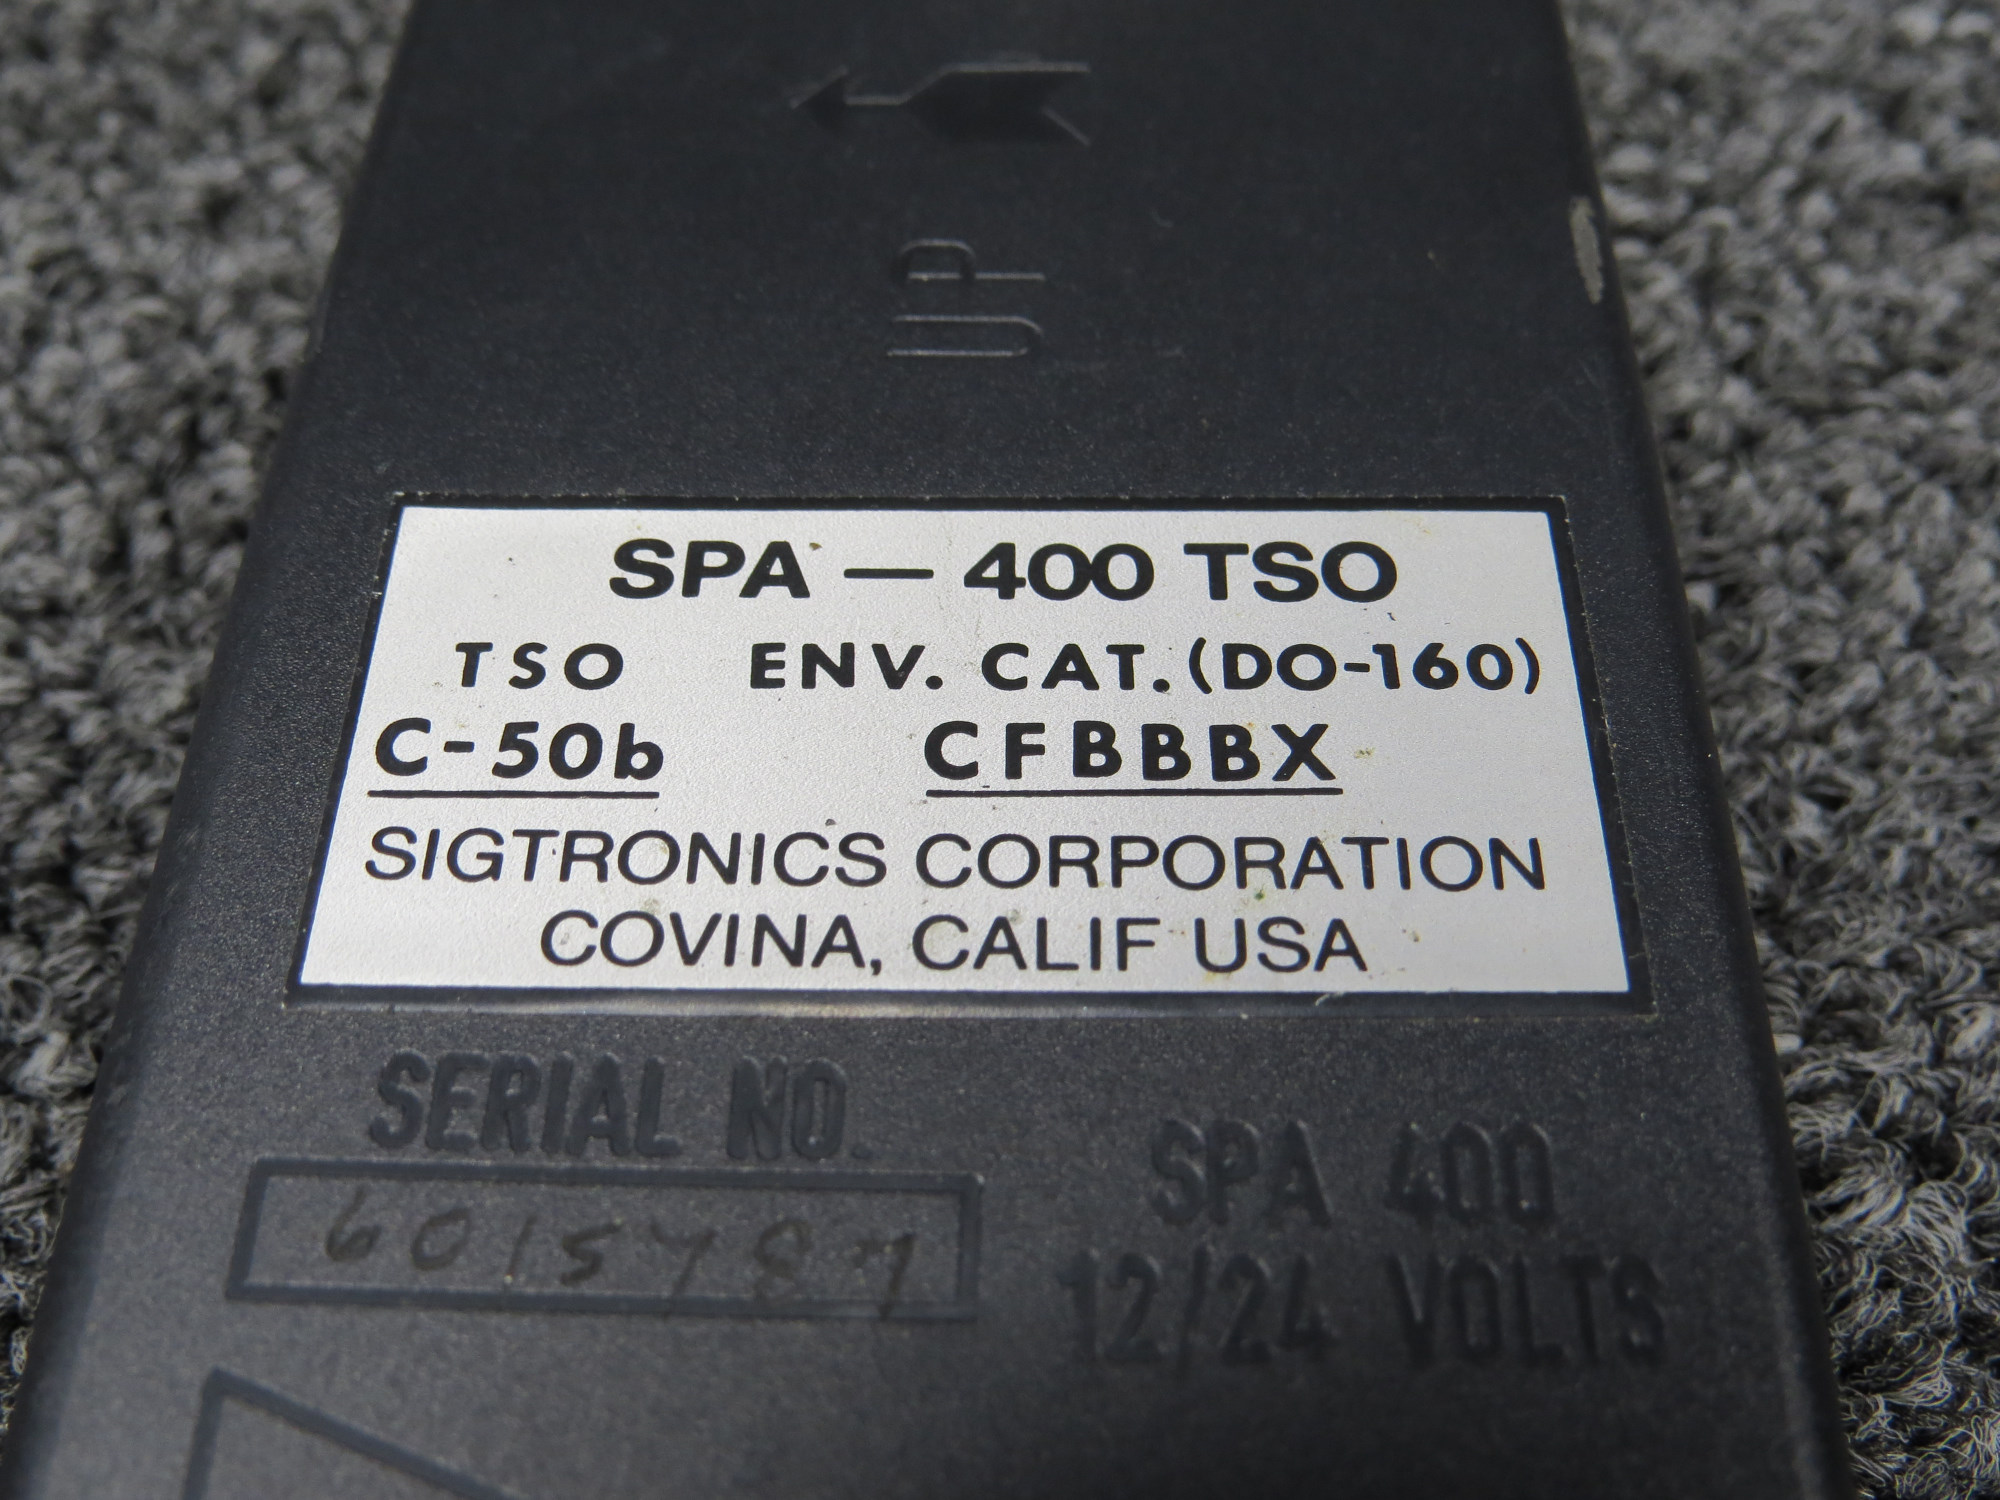 UP
SPA — 400 TSO
TSO ENV. CAT. (DO-160)
C-50b CFBBBX
SIGTRONICS CORPORATION
COVINA, CALIF USA
SERIAL NO.
SPA 400
12/24 VOLTS